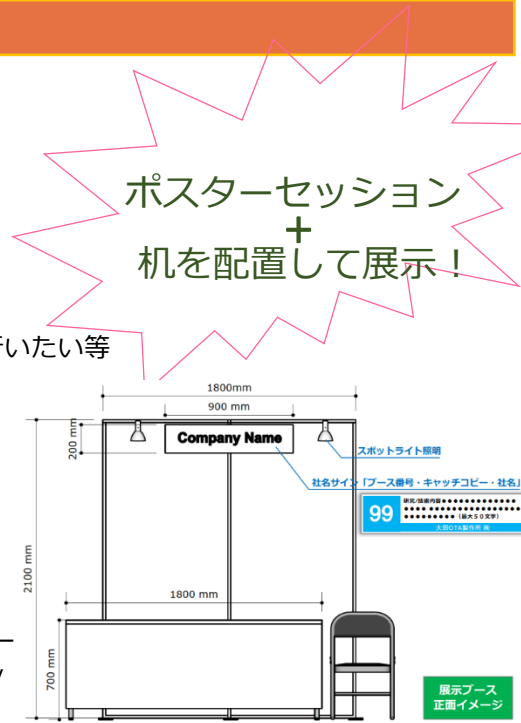 ポスターセッション
+
机を配置して展示！
いたい等
1800mm
900 mm
200 mm
Company Name
スポットライト照明
社名サイン「ブース番号・キャッチコピー・社名」
99
研究/技術内容●●●●●●●●●●●●●
●●●● ●●●●●●●●●●●●●●●●●
●●●●●●●●● (最大５０文字)
大田OTA製作所 ㈱
2100 mm
1800 mm
700 mm
展示ブース
正面イメージ